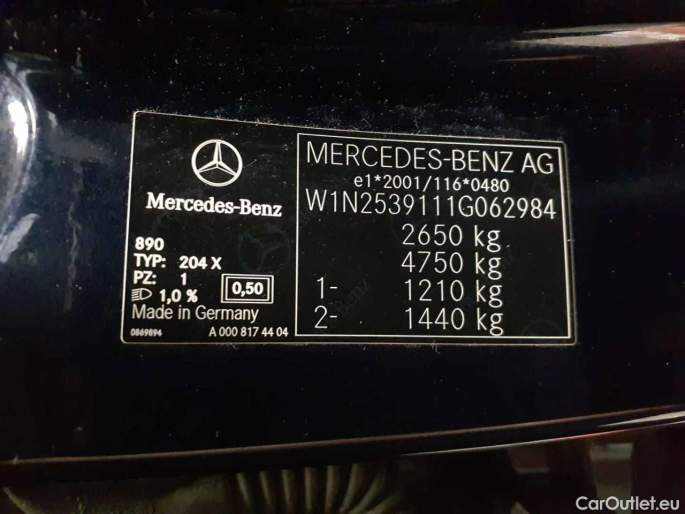 Mercedes-Benz
890
TYP: 204 X
PZ: 1
1,0 %
0,50
Made in Germany
0869894
A 000 817 44 04
MERCEDES-BENZ AG
e1*2001/116*0480
W1N2539111G062984
2650 kg
4750 kg
1- 1210 kg
2- 1440 kg
CarOutlet.eu